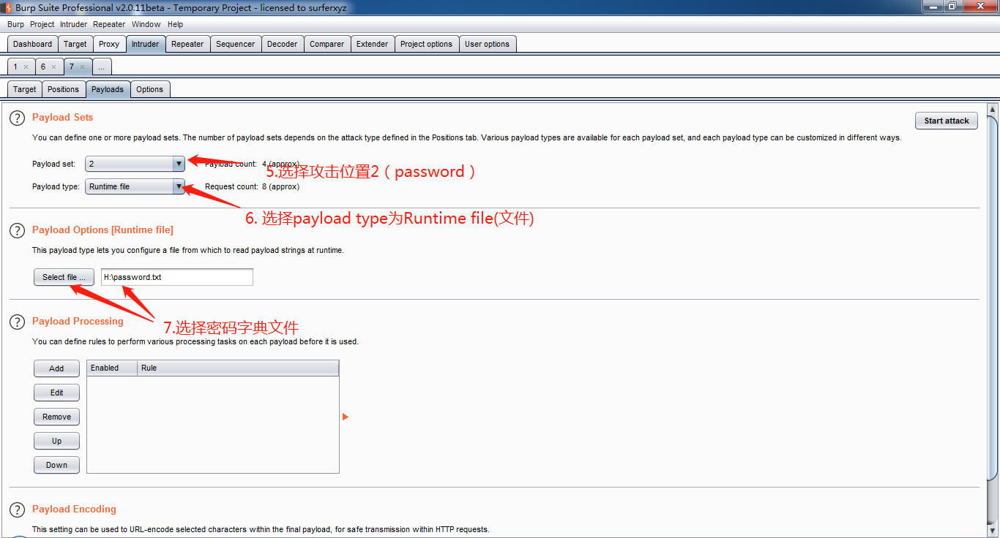 Burp Suite Professional v2.0.11beta - Temporary Project - licensed to surferxyz
Burp Project Intruder Repeater Window Help
Dashboard Target Proxy Intruder Repeater Sequencer Decoder Comparer Extender Project options User options
1 × 6 × 7 × ...
Target Positions Payloads Options
? Payload Sets
Start attack
You can define one or more payload sets. The number of payload sets depends on the attack type defined in the Positions tab. Various payload types are available for each payload set, and each payload type can be customized in different ways.
Payload set: 2 Payload count: 4 (approx)
5.选择攻击位置2（password）
Payload type: Runtime file Request count: 8 (approx)
6. 选择payload type为Runtime file(文件)
? Payload Options [Runtime file]
This payload type lets you configure a file from which to read payload strings at runtime.
Select file ... H:\password.txt
7.选择密码字典文件
? Payload Processing
You can define rules to perform various processing tasks on each payload before it is used.
Add Enabled Rule
Edit
Remove
Up
Down
? Payload Encoding
This setting can be used to URL-encode selected characters within the final payload, for safe transmission within HTTP requests.